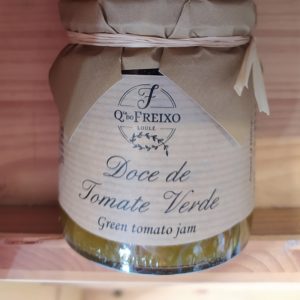 F
Qta DO FREIXO
LOULÉ
Doce de
Tomate Verde
Green tomato jam